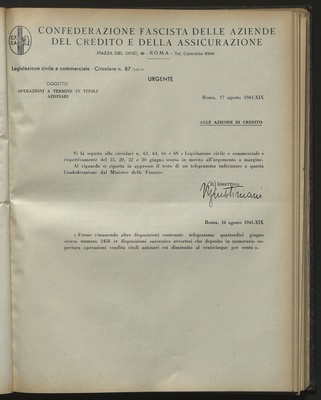 CONFEDERAZIONE FASCISTA DELLE AZIENDE
DEL CREDITO E DELLA ASSICURAZIONE
PIAZZA DEL GESÙ, - ROMA - Tel. Centralino
Legislazione civile e commerciale - Circolare n. 87.
URGENTE
OGGETTO
OPERAZIONI A TERMINE IN TITOLI
AZIONARI
Roma, 17 agosto 1941-XIX
ALLE AZIENDE DI CREDITO
Fa seguito alle circolari n. 61, 64, 66 e 69 « Legislazione civile e commerciale »
rispettivamente del 15, 20, 27 e 30 giugno scorso in merito all'argomento a margine.
Al riguardo si riporta in appresso il testo di un telegramma indirizzato a questa
Confederazione dal Ministro delle Finanze.
IL DIRETTORE
Roma, 16 agosto 1941-XIX
« Fermo rimanendo altre disposizioni contenute telegramma quattordici giugno
scorso numero 2451 et disposizioni successive avvertesi che deposito in numerario co-
pertura operazioni vendita titoli azionari est diminuito al venticinque per cento ».